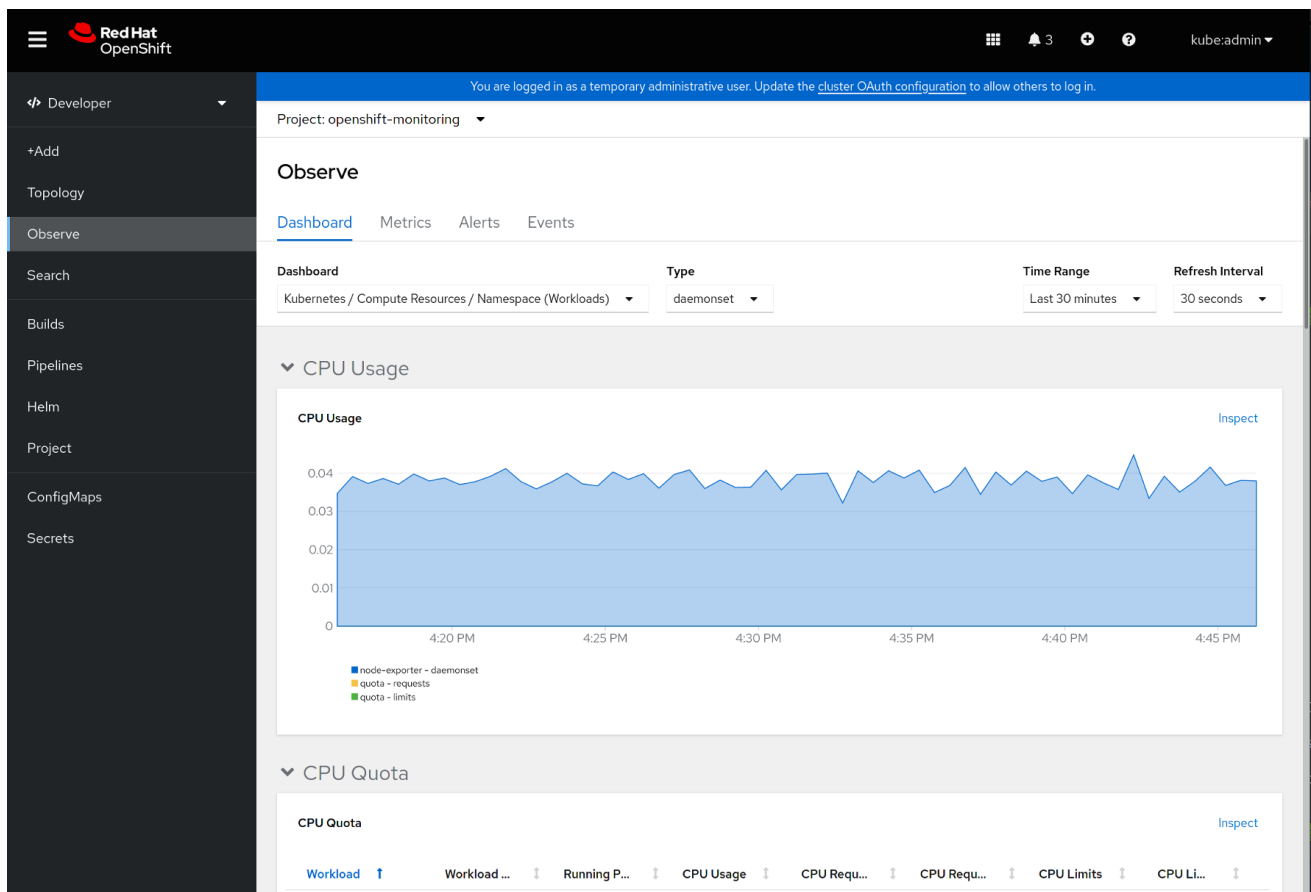 Red Hat
OpenShift
3
kube:admin
Developer
You are logged in as a temporary administrative user. Update the cluster OAuth configuration to allow others to log in.
Project: openshift-monitoring
+Add
Topology
Observe
Search
Builds
Pipelines
Helm
Project
ConfigMaps
Secrets
Observe
Dashboard Metrics Alerts Events
Dashboard Type Time Range Refresh Interval
Kubernetes / Compute Resources / Namespace (Workloads) daemonset Last 30 minutes 30 seconds
CPU Usage
CPU Usage Inspect
0.04
0.03
0.02
0.01
0
4:20 PM 4:25 PM 4:30 PM 4:35 PM 4:40 PM 4:45 PM
node-exporter - daemonset
quota - requests
quota - limits
CPU Quota
CPU Quota Inspect
Workload Workload ... Running P... CPU Usage CPU Requ... CPU Requ... CPU Limits CPU Li...